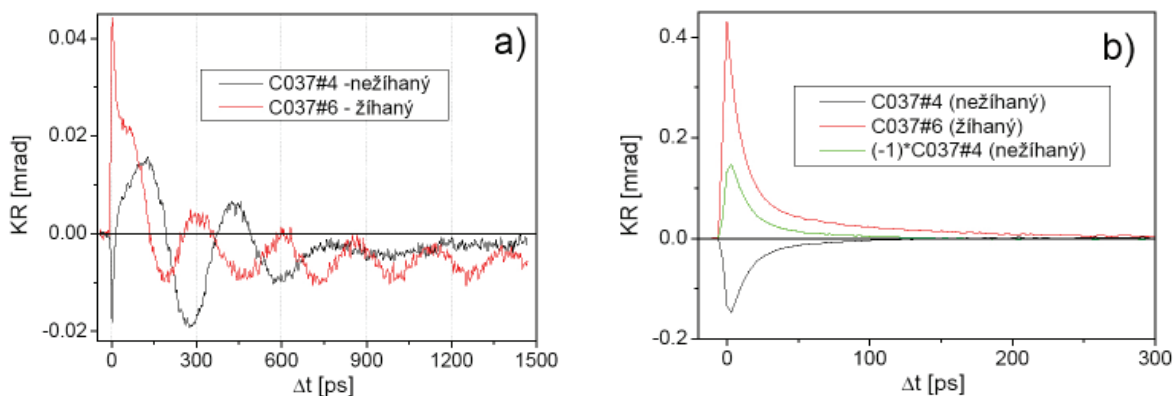 a)
KR [mrad]
0.04
0.02
0.00
-0.02
C037#4 -nežíhaný
C037#6 - žíhaný
0 300 600 900 1200 1500
Δt [ps]
b)
KR [mrad]
0.4
0.2
0.0
-0.2
C037#4 (nežíhaný)
C037#6 (žíhaný)
(-1)*C037#4 (nežíhaný)
0 100 200 300
Δt [ps]